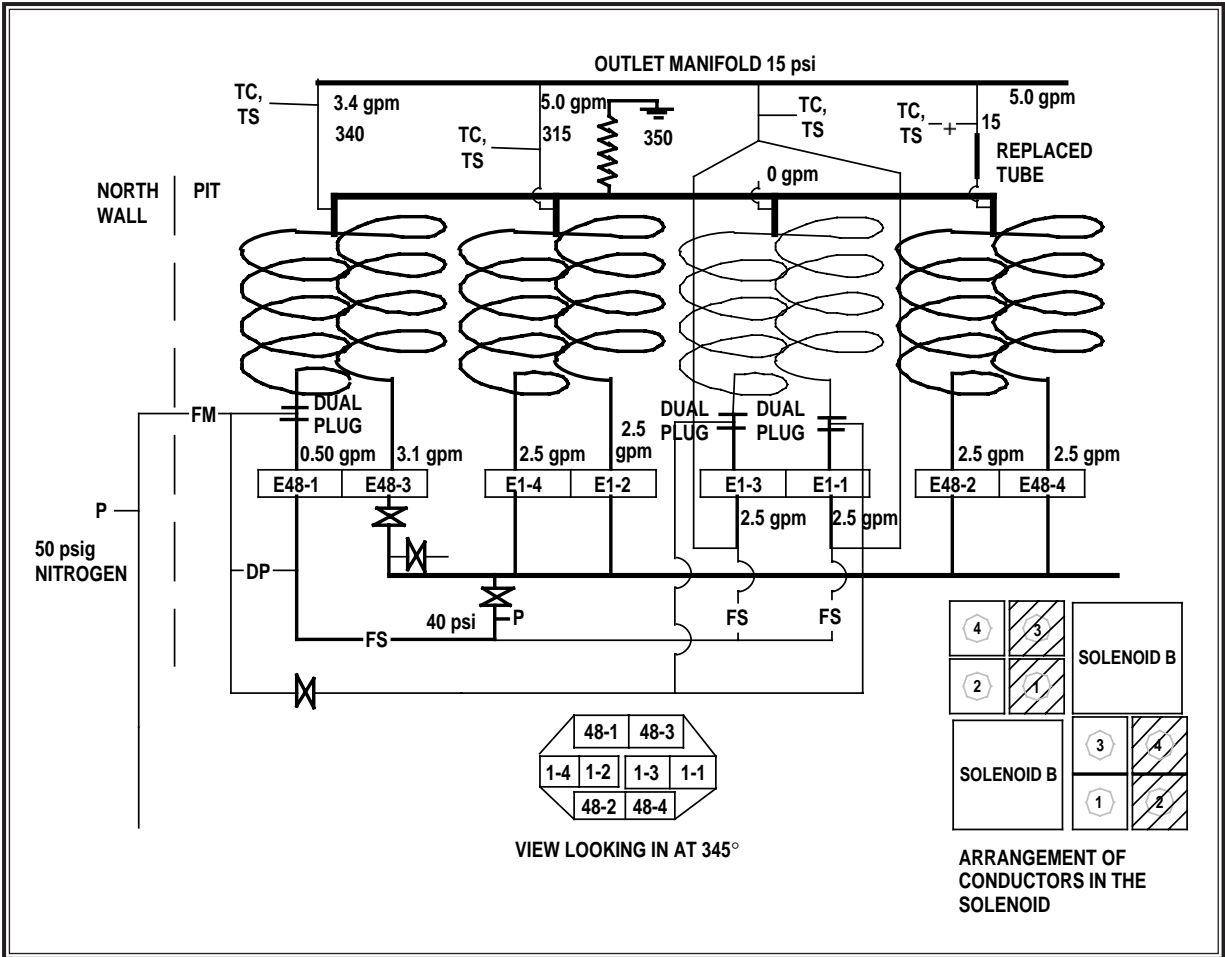 OUTLET MANIFOLD 15 psi
TC,
TS
3.4 gpm
340
TC,
TS
5.0 gpm
315
350
TC,
TS
TC,
TS
15
5.0 gpm
REPLACED
TUBE
0 gpm
NORTH
WALL
PIT
FM
DUAL
PLUG
0.50 gpm
3.1 gpm
2.5 gpm
2.5
gpm
DUAL
PLUG
DUAL
PLUG
2.5 gpm
2.5 gpm
E48-1
E48-3
E1-4
E1-2
E1-3
E1-1
E48-2
E48-4
2.5 gpm
2.5 gpm
P
50 psig
NITROGEN
DP
40 psi
P
FS
FS
FS
4
3
2
1
SOLENOID B
SOLENOID B
3
4
1
2
48-1
48-3
1-4
1-2
1-3
1-1
48-2
48-4
VIEW LOOKING IN AT 345°
ARRANGEMENT OF
CONDUCTORS IN THE
SOLENOID